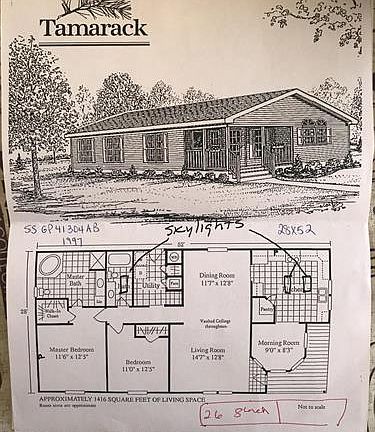 Tamarack
SS GP41304AB
1997
SKylighTS
28X52
52'
28'
Master
Bath
Utility
Dining Room
11'7" x 12'8"
Kitchen
Walk-In
Closet
Pantry
Vaulted Ceilings
throughout
Master Bedroom
11'6" x 12'5"
Bedroom
11'0" x 12'5"
Living Room
14'7" x 12'8"
Morning Room
9'0" x 8'3"
APPROXIMATELY 1416 SQUARE FEET OF LIVING SPACE
Room sizes are approximate
26 8 inch
Not to scale